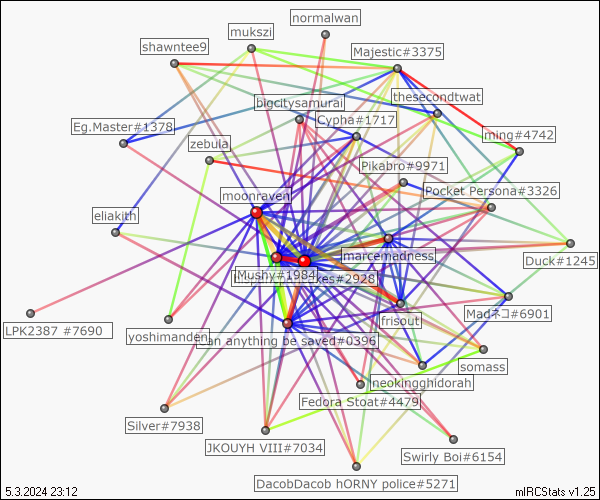 normalwan
mukszi
shawntee9
Majestic#3375
thesecondtwat
bigcitysamurai
Cypha#1717
Eg.Master#1378
ming#4742
zebula
Pikabro#9971
Pocket Persona#3326
moonraven
eliakith
marcemadness
Duck#1245
Mushy#1984
kes#2928
Madネコ#6901
frisout
LPK2387 #7690
yoshimanden
an anything be saved#0396
somass
neokingghidorah
Fedora Stoat#4479
Silver#7938
JKOUYH VIII#7034
Swirly Boi#6154
DacobDacob hORNY police#5271
5.3.2024 23:12
mIRCStats v1.25